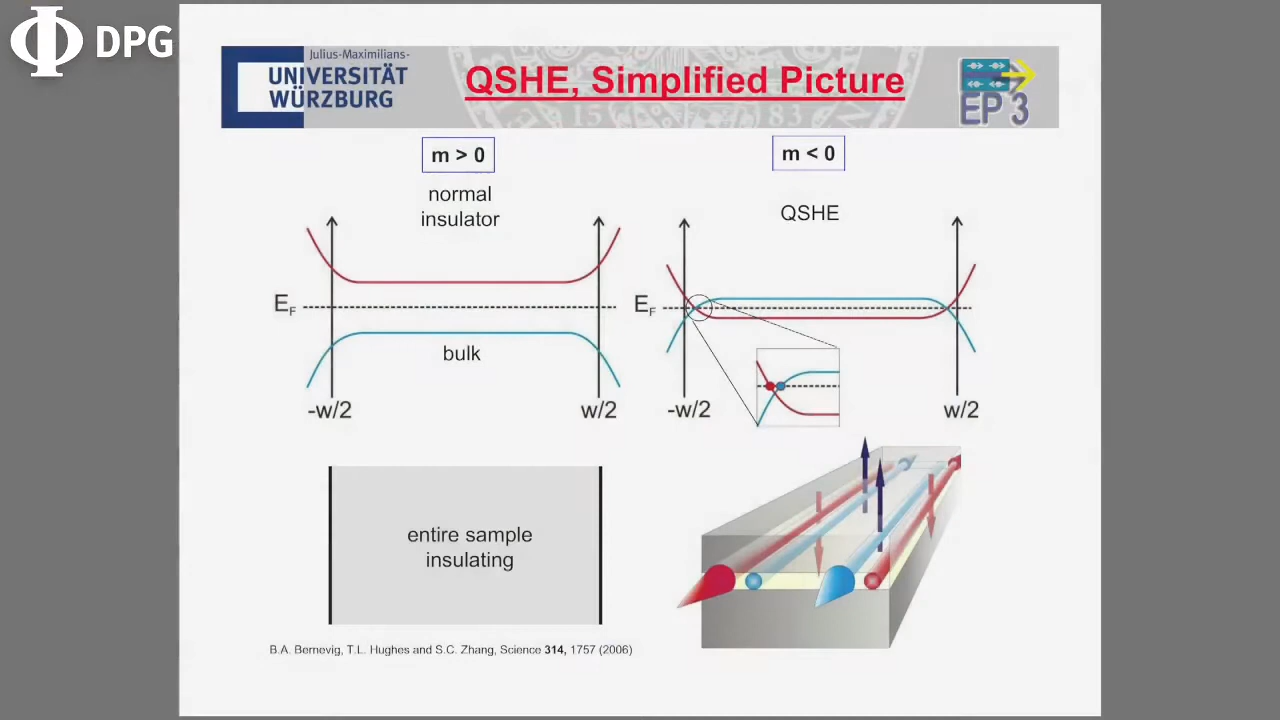 DPG
Julius-Maximilians-
UNIVERSITÄT
WÜRZBURG
QSHE, Simplified Picture
EP 3
83
m > 0
normal
insulator
m < 0
QSHE
E_F
E_F
bulk
-w/2
w/2
-w/2
w/2
entire sample
insulating
B.A. Bernevig, T.L. Hughes and S.C. Zhang, Science 314, 1757 (2006)